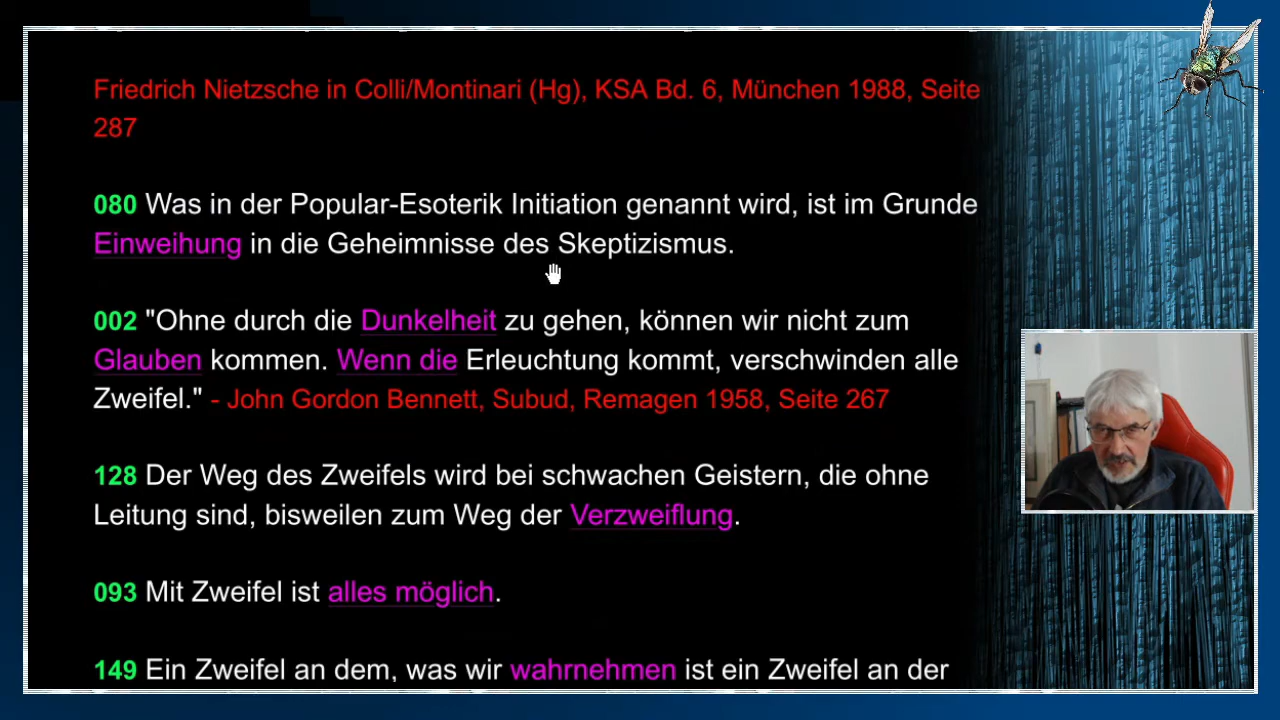 Friedrich Nietzsche in Colli/Montinari (Hg), KSA Bd. 6, München 1988, Seite
287
080 Was in der Popular-Esoterik Initiation genannt wird, ist im Grunde
Einweihung in die Geheimnisse des Skeptizismus.
002 "Ohne durch die Dunkelheit zu gehen, können wir nicht zum
Glauben kommen. Wenn die Erleuchtung kommt, verschwinden alle
Zweifel." - John Gordon Bennett, Subud, Remagen 1958, Seite 267
128 Der Weg des Zweifels wird bei schwachen Geistern, die ohne
Leitung sind, bisweilen zum Weg der Verzweiflung.
093 Mit Zweifel ist alles möglich.
149 Ein Zweifel an dem, was wir wahrnehmen ist ein Zweifel an der